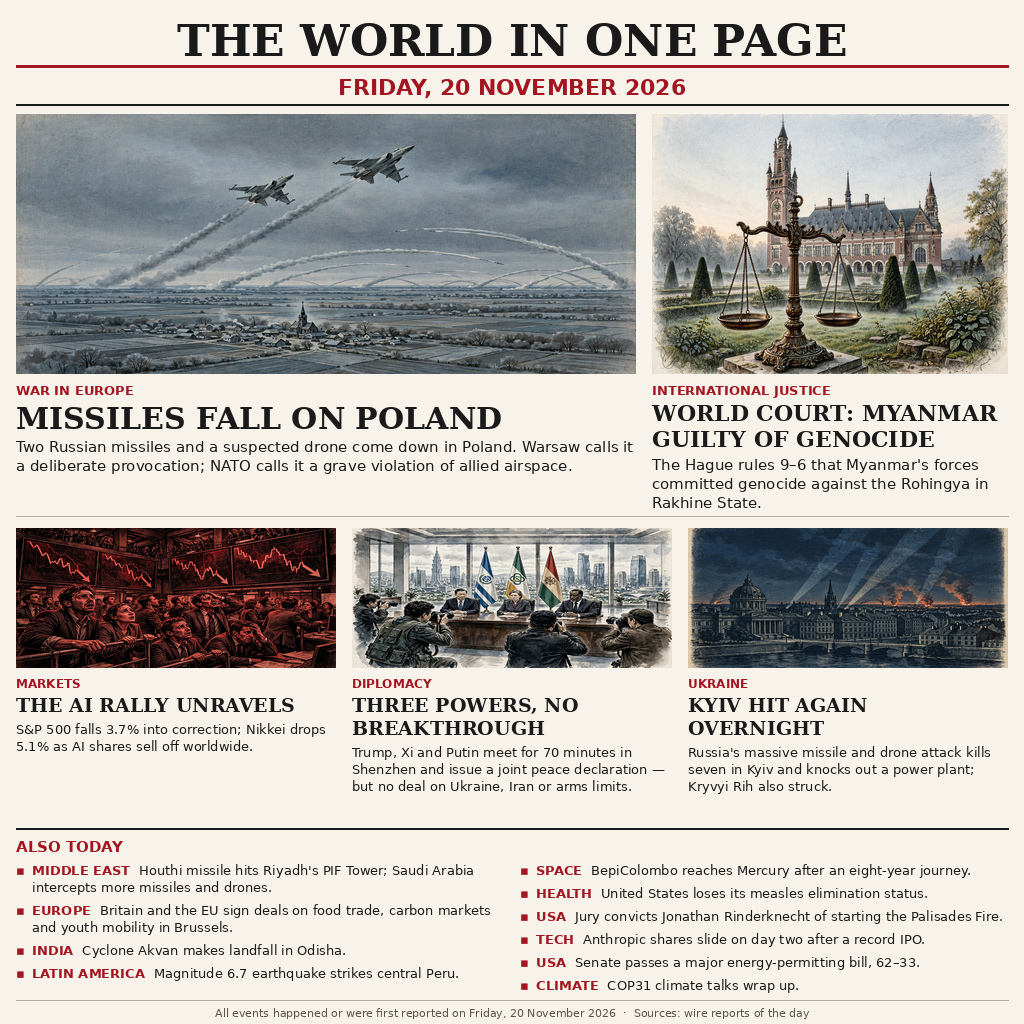 THE WORLD IN ONE PAGE
FRIDAY, 20 NOVEMBER 2026
WAR IN EUROPE
MISSILES FALL ON POLAND
Two Russian missiles and a suspected drone come down in Poland. Warsaw calls it
a deliberate provocation; NATO calls it a grave violation of allied airspace.
INTERNATIONAL JUSTICE
WORLD COURT: MYANMAR
GUILTY OF GENOCIDE
The Hague rules 9–6 that Myanmar's forces
committed genocide against the Rohingya in
Rakhine State.
MARKETS
THE AI RALLY UNRAVELS
S&P 500 falls 3.7% into correction; Nikkei drops
5.1% as AI shares sell off worldwide.
DIPLOMACY
THREE POWERS, NO
BREAKTHROUGH
Trump, Xi and Putin meet for 70 minutes in
Shenzhen and issue a joint peace declaration —
but no deal on Ukraine, Iran or arms limits.
UKRAINE
KYIV HIT AGAIN
OVERNIGHT
Russia's massive missile and drone attack kills
seven in Kyiv and knocks out a power plant;
Kryvyi Rih also struck.
ALSO TODAY
▪ MIDDLE EAST Houthi missile hits Riyadh's PIF Tower; Saudi Arabia
intercepts more missiles and drones.
▪ EUROPE Britain and the EU sign deals on food trade, carbon markets
and youth mobility in Brussels.
▪ INDIA Cyclone Akvan makes landfall in Odisha.
▪ LATIN AMERICA Magnitude 6.7 earthquake strikes central Peru.
▪ SPACE BepiColombo reaches Mercury after an eight-year journey.
▪ HEALTH United States loses its measles elimination status.
▪ USA Jury convicts Jonathan Rinderknecht of starting the Palisades Fire.
▪ TECH Anthropic shares slide on day two after a record IPO.
▪ USA Senate passes a major energy-permitting bill, 62–33.
▪ CLIMATE COP31 climate talks wrap up.
All events happened or were first reported on Friday, 20 November 2026 · Sources: wire reports of the day